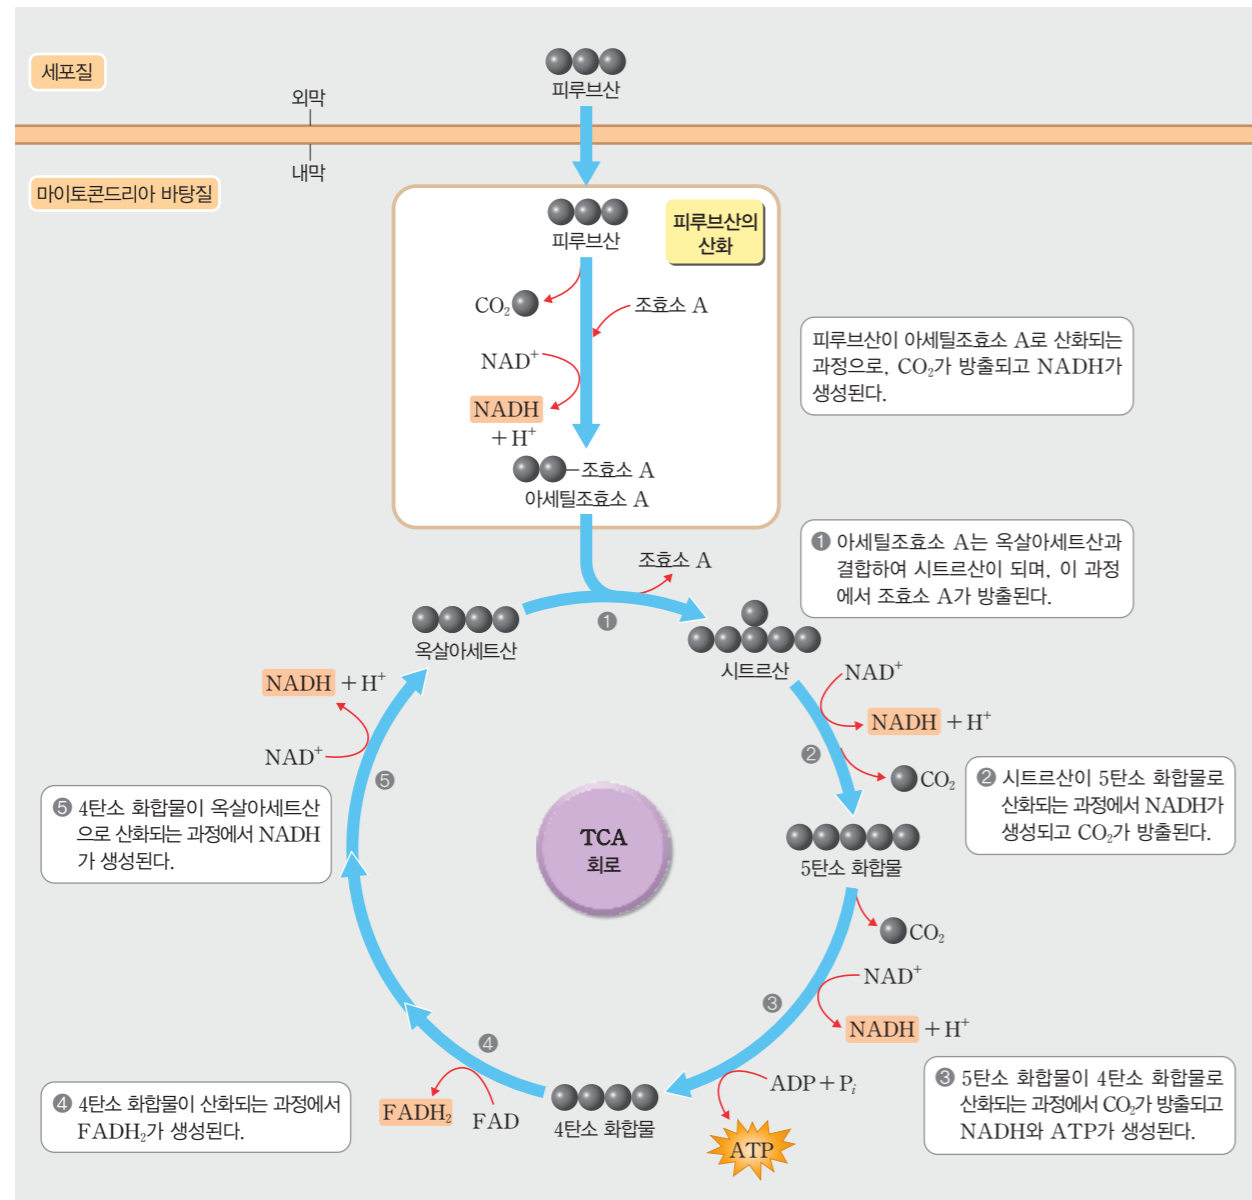 세포질
피루브산
외막
내막
마이토콘드리아 바탕질
피루브산
피루브산의
산화
CO₂
조효소 A
NAD⁺
NADH
+ H⁺
조효소 A
아세틸조효소 A
피루브산이 아세틸조효소 A로 산화되는
과정으로, CO₂가 방출되고 NADH가
생성된다.
❶ 아세틸조효소 A는 옥살아세트산과
결합하여 시트르산이 되며, 이 과정
에서 조효소 A가 방출된다.
조효소 A
❶
옥살아세트산
시트르산
NAD⁺
NADH + H⁺
❷
CO₂
❷ 시트르산이 5탄소 화합물로
산화되는 과정에서 NADH가
생성되고 CO₂가 방출된다.
5탄소 화합물
NADH + H⁺
NAD⁺
❺
❺ 4탄소 화합물이 옥살아세트산
으로 산화되는 과정에서 NADH
가 생성된다.
TCA
회로
CO₂
NAD⁺
❸
NADH + H⁺
ADP + Pᵢ
ATP
❸ 5탄소 화합물이 4탄소 화합물로
산화되는 과정에서 CO₂가 방출되고
NADH와 ATP가 생성된다.
4탄소 화합물
❹
FADH₂
FAD
❹ 4탄소 화합물이 산화되는 과정에서
FADH₂가 생성된다.